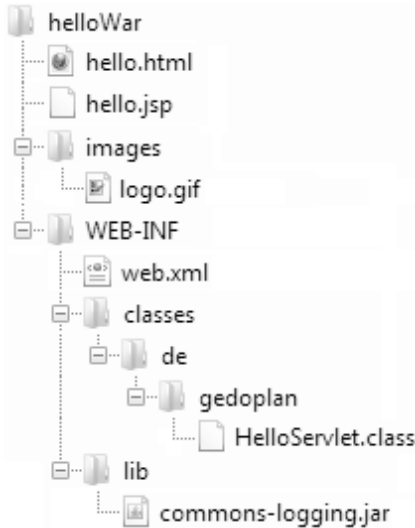 helloWar
hello.html
hello.jsp
images
logo.gif
WEB-INF
web.xml
classes
de
gedoplan
HelloServlet.class
lib
commons-logging.jar